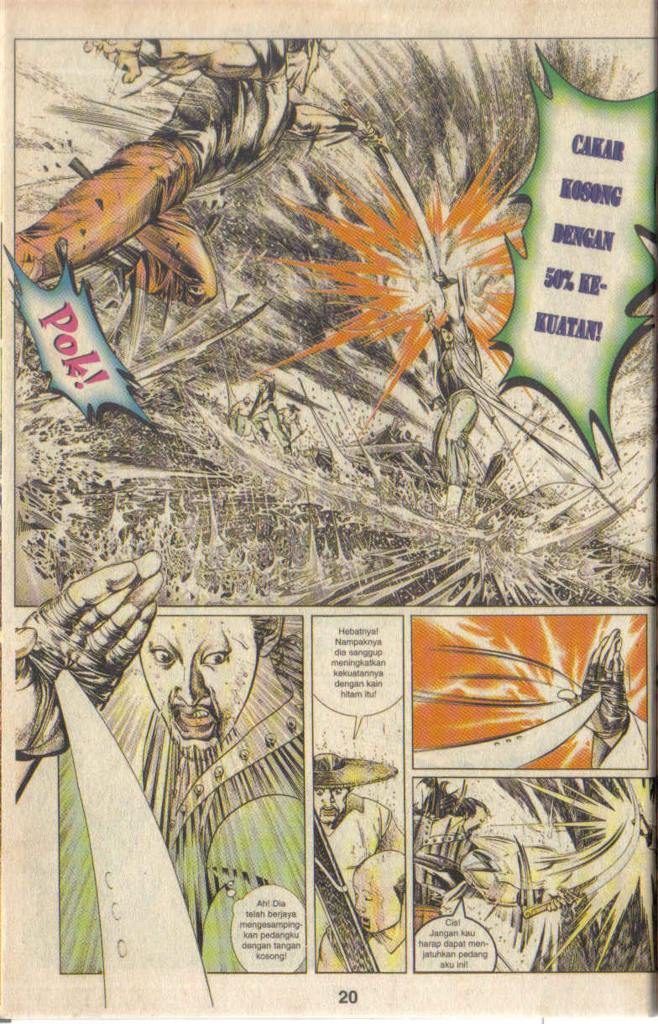 CAKAR
KOSONG
DENGAN
50% KE-
KUATAN!
Pok!
Hebatnya!
Nampaknya
dia sanggup
meningkatkan
kekuatannya
dengan kain
hitam itu!
Ah! Dia
telah berjaya
mengesamping-
kan pedangku
dengan tangan
kosong!
Cis!
Jangan kau
harap dapat men-
jatuhkan pedang
aku ini!
20